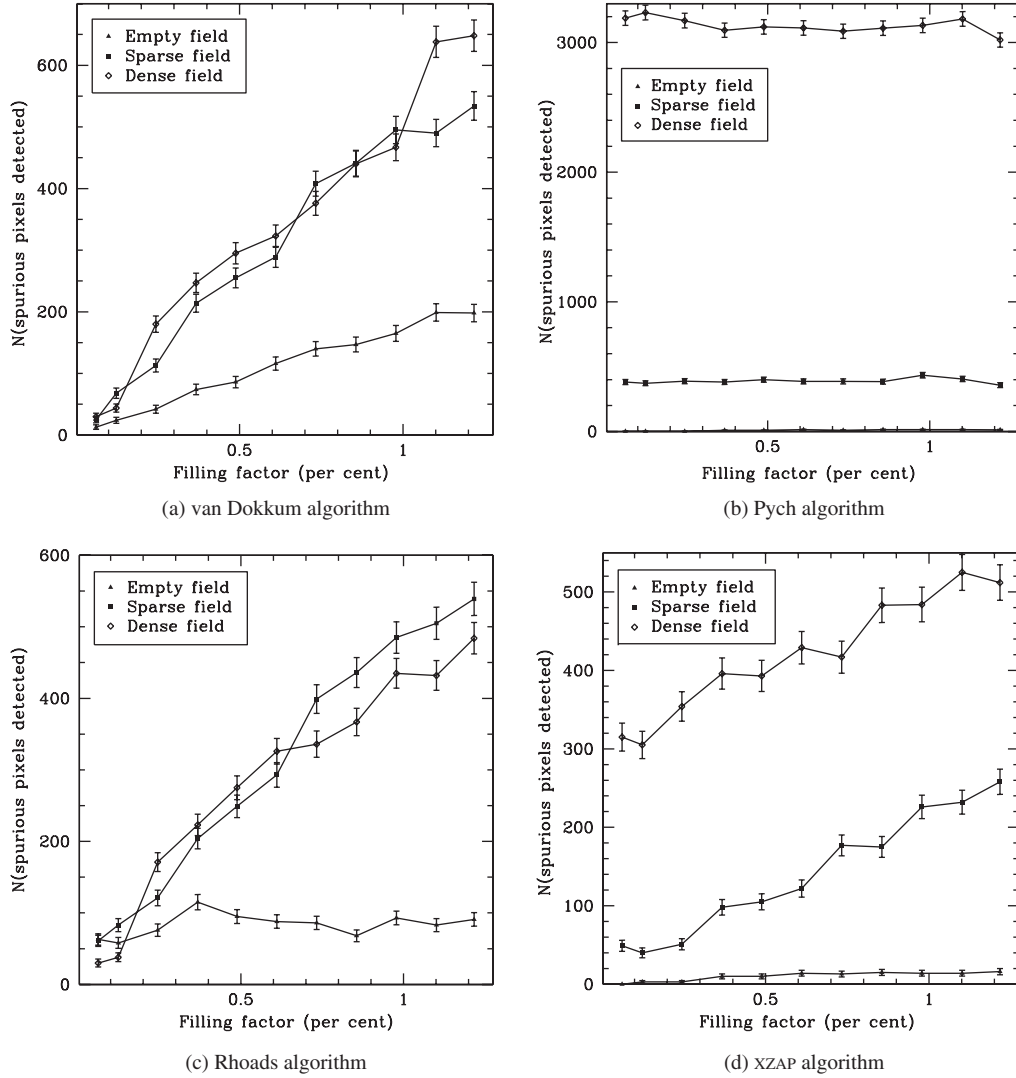 Empty field
Sparse field
Dense field
N(spurious pixels detected)
600
400
200
0
0.5
1
Filling factor (per cent)
(a) van Dokkum algorithm
Empty field
Sparse field
Dense field
N(spurious pixels detected)
3000
2000
1000
0
0.5
1
Filling factor (per cent)
(b) Pych algorithm
Empty field
Sparse field
Dense field
N(spurious pixels detected)
600
400
200
0
0.5
1
Filling factor (per cent)
(c) Rhoads algorithm
Empty field
Sparse field
Dense field
N(spurious pixels detected)
500
400
300
200
100
0
0.5
1
Filling factor (per cent)
(d) XZAP algorithm